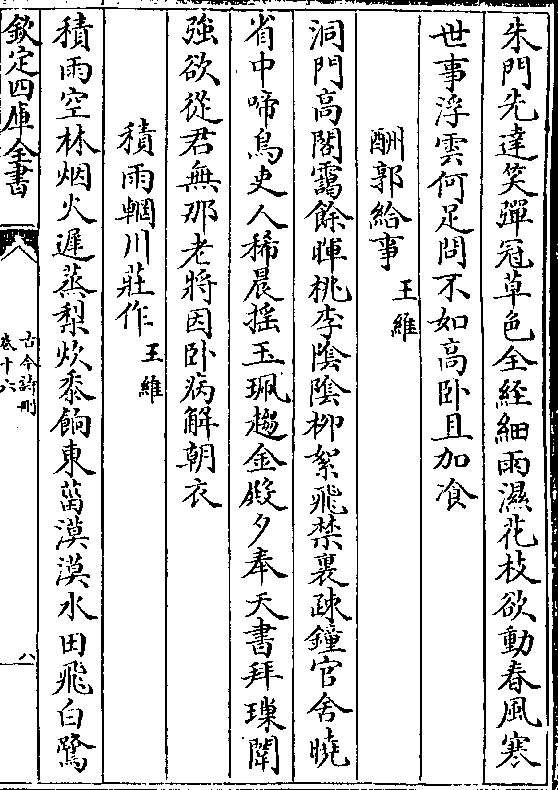 朱門先達笑彈冠草色全經細雨濕花枝欲動春風寒
世事浮雲何足問不如高卧且加飡
酬郭給事 王維
洞門高閣靄餘暉桃李陰陰柳絮飛禁裏疎鐘官舍曉
省中啼鳥吏人稀晨摇玉珮趨金殿夕奉天書拜璅闈
強欲從君無那老將因卧病解朝衣
積雨輞川莊作 王維
積雨空林烟火遲蒸梨炊黍餉東菑漠漠水田飛白鷺
欽定四庫全書
古今詩刪
卷十六
八